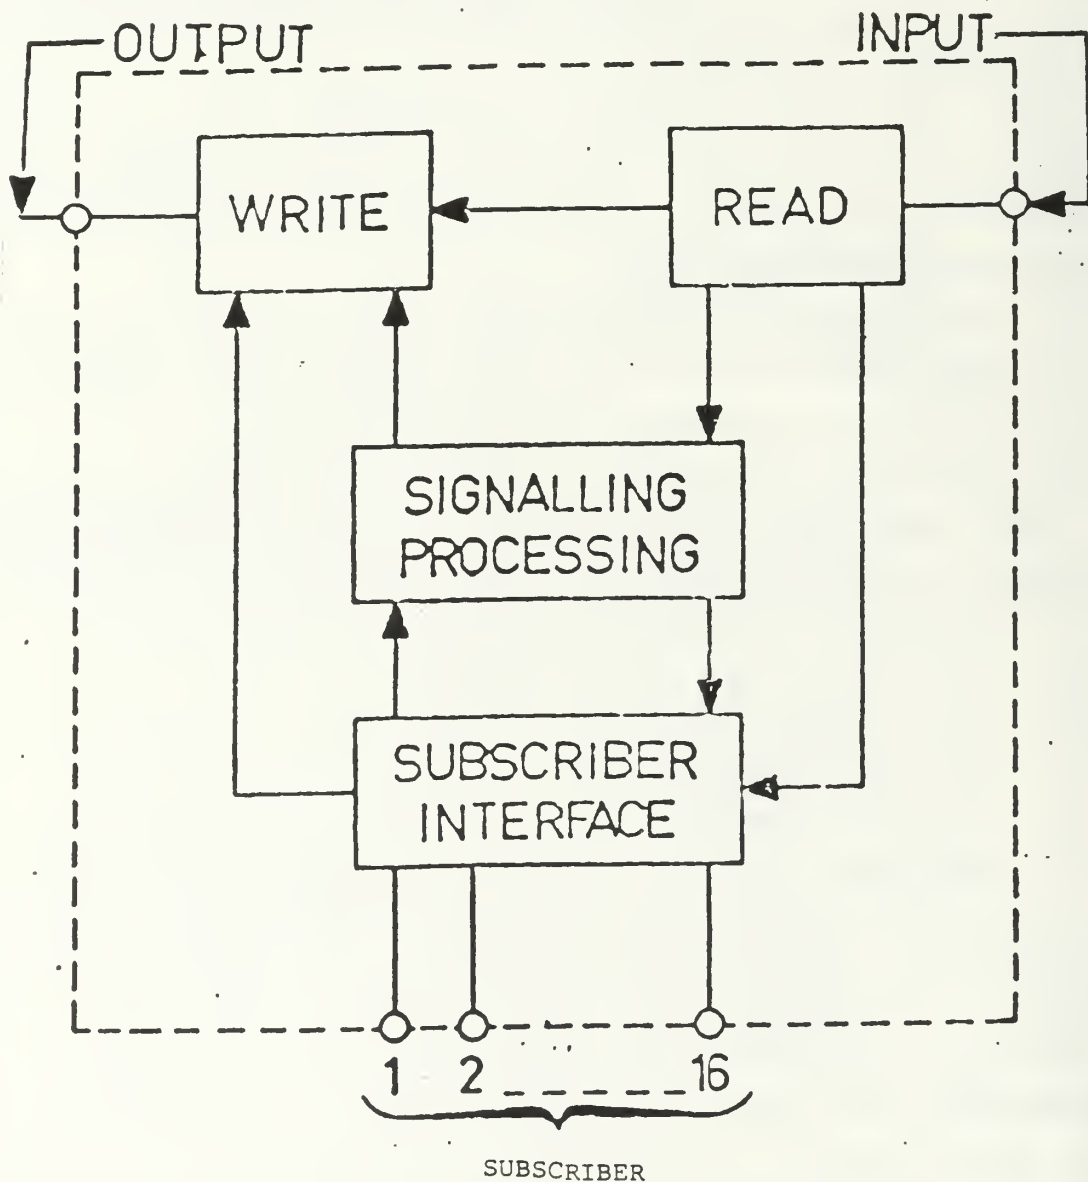 OUTPUT
INPUT
WRITE
READ
SIGNALLING
PROCESSING
SUBSCRIBER
INTERFACE
1 2 16
SUBSCRIBER